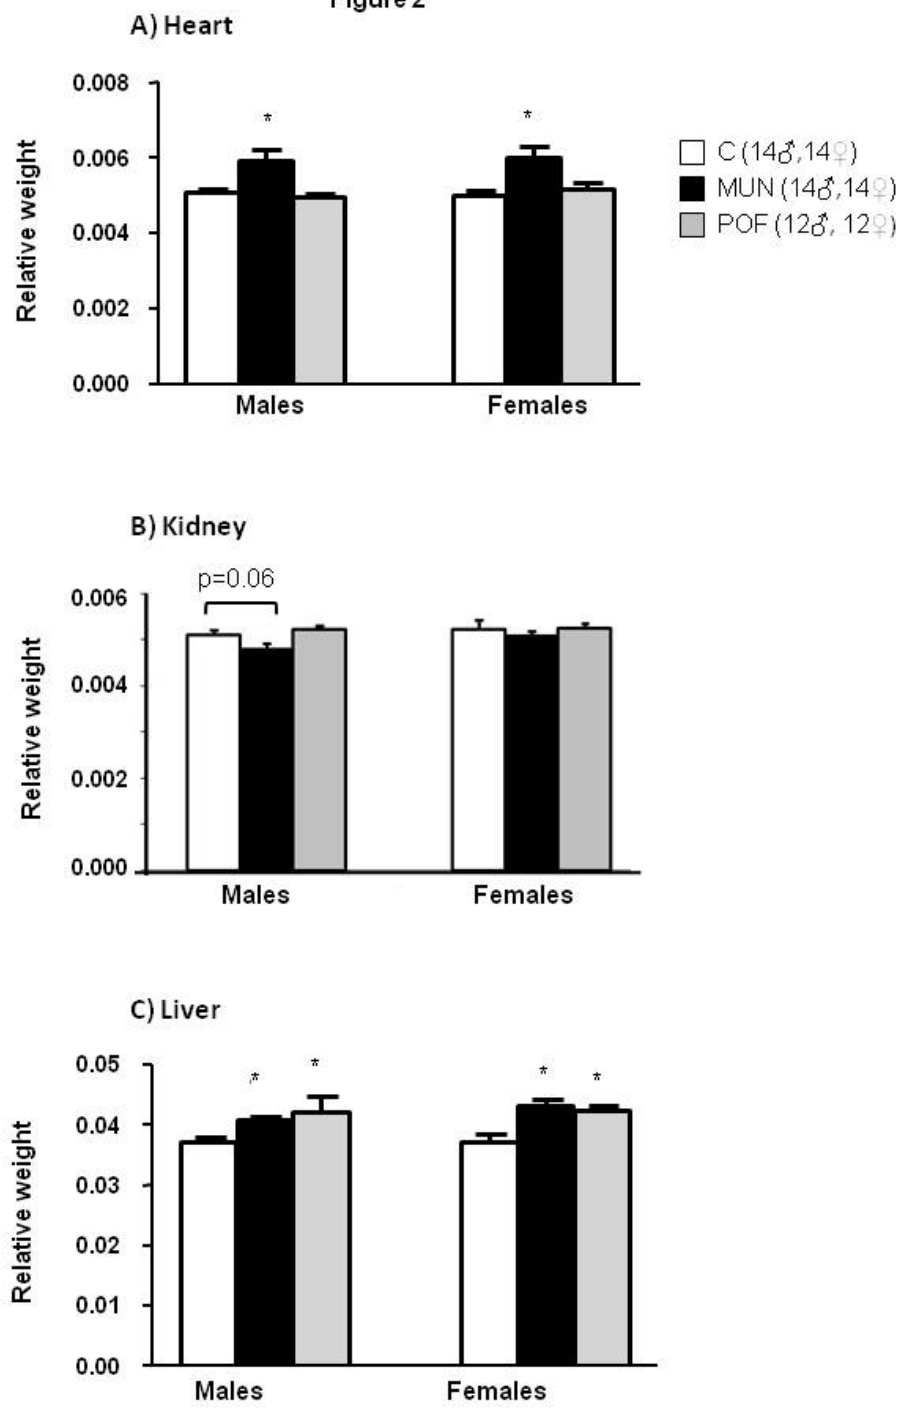 Figure 2
A) Heart
0.008
0.006
0.004
0.002
0.000
Relative weight
*
*
Males
Females
C (14♂,14♀)
MUN (14♂,14♀)
POF (12♂, 12♀)
B) Kidney
p=0.06
0.006
0.004
0.002
0.000
Relative weight
Males
Females
C) Liver
0.05
0.04
0.03
0.02
0.01
0.00
Relative weight
*
*
*
*
Males
Females